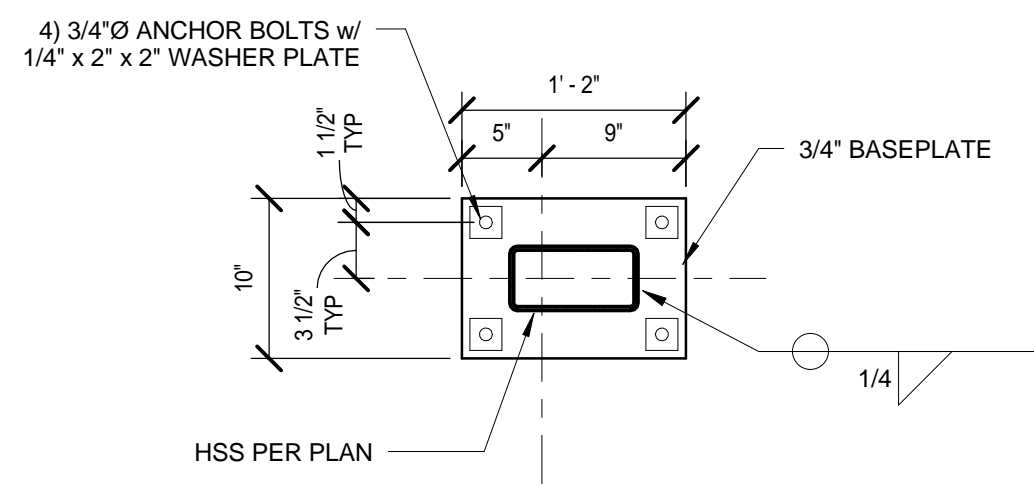 4) 3/4"Ø ANCHOR BOLTS w/
1/4" x 2" x 2" WASHER PLATE
1' - 2"
5"
9"
1 1/2"
TYP
3/4" BASEPLATE
10"
3 1/2"
TYP
1/4
HSS PER PLAN